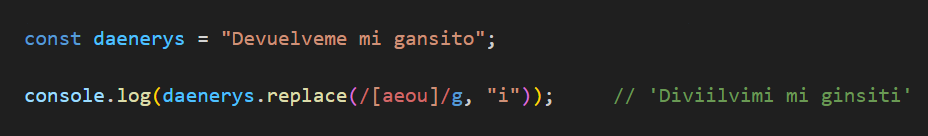 const daenerys = "Devuelveme mi gansito";
console.log(daenerys.replace(/[aeou]/g, "i"));     // 'Diviilvimi mi ginsiti'